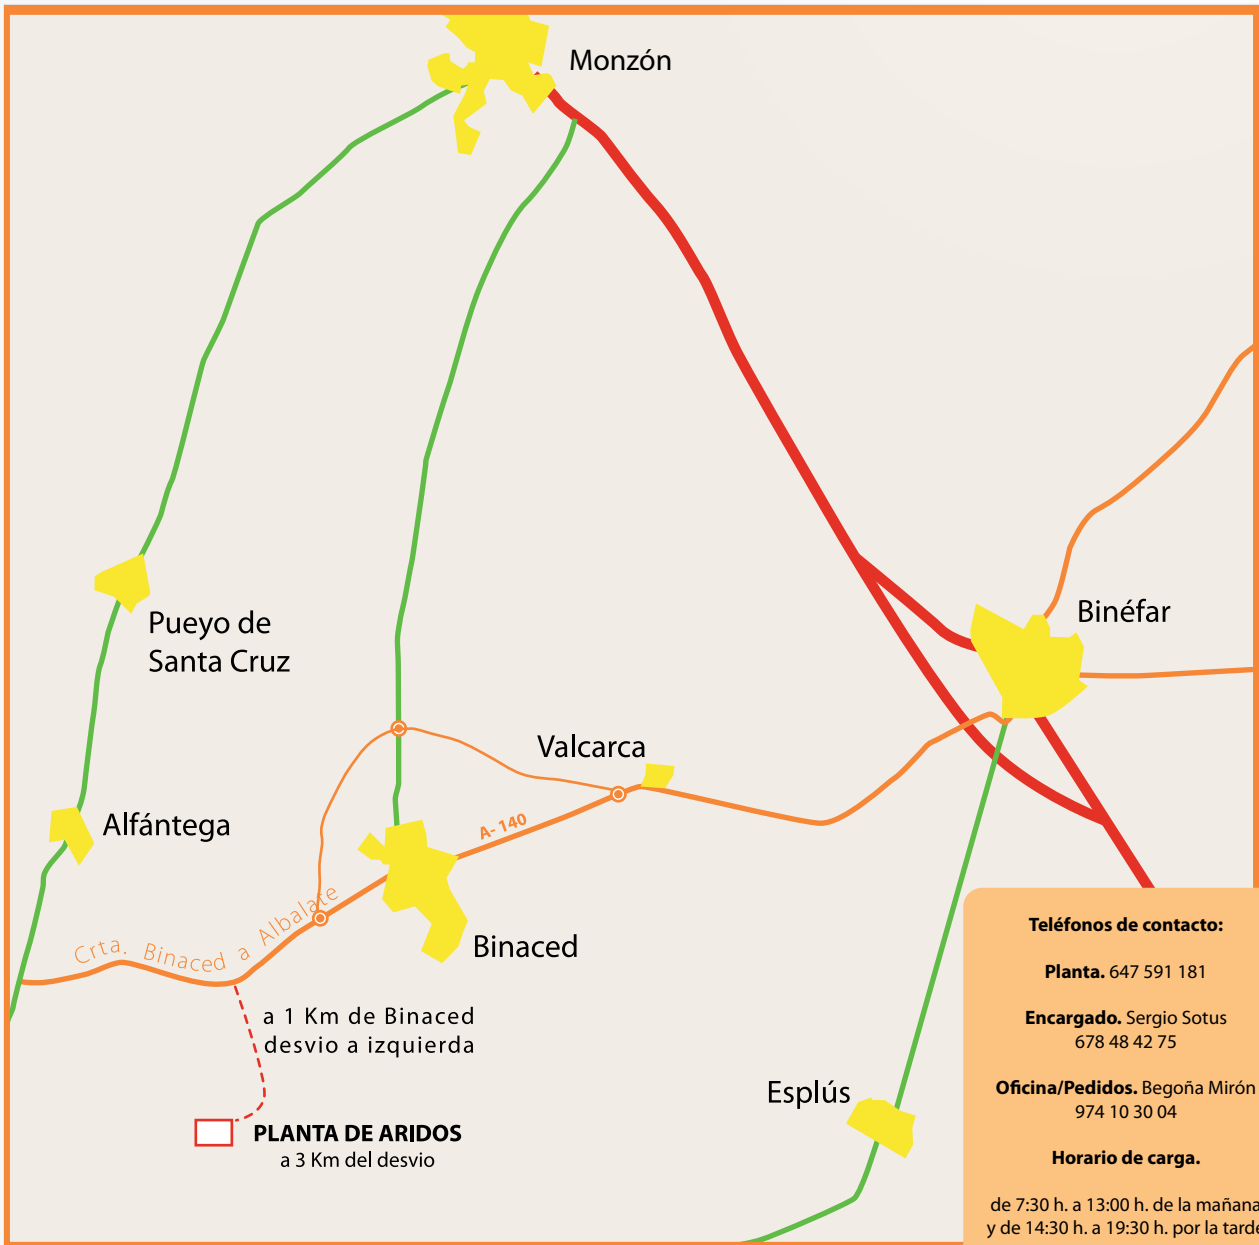 Monzón
Binéfar
Pueyo de
Santa Cruz
Valcarca
Alfántega
A-140
Crta. Binaced a Albalate
Binaced
a 1 Km de Binaced
desvio a izquierda
Esplús
PLANTA DE ARIDOS
a 3 Km del desvio
Teléfonos de contacto:
Planta. 647 591 181
Encargado. Sergio Sotus
678 48 42 75
Oficina/Pedidos. Begoña Mirón
974 10 30 04
Horario de carga.
de 7:30 h. a 13:00 h. de la mañana
y de 14:30 h. a 19:30 h. por la tarde